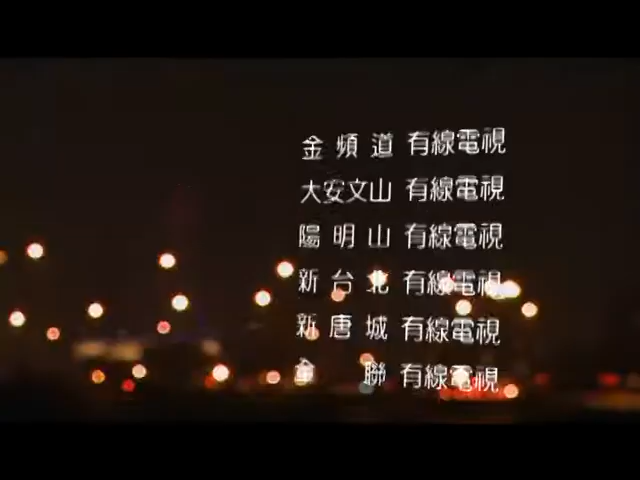 金頻道 有線電視
大安文山 有線電視
陽明山 有線電視
新台北 有線電視
新唐城 有線電視
全聯 有線電視